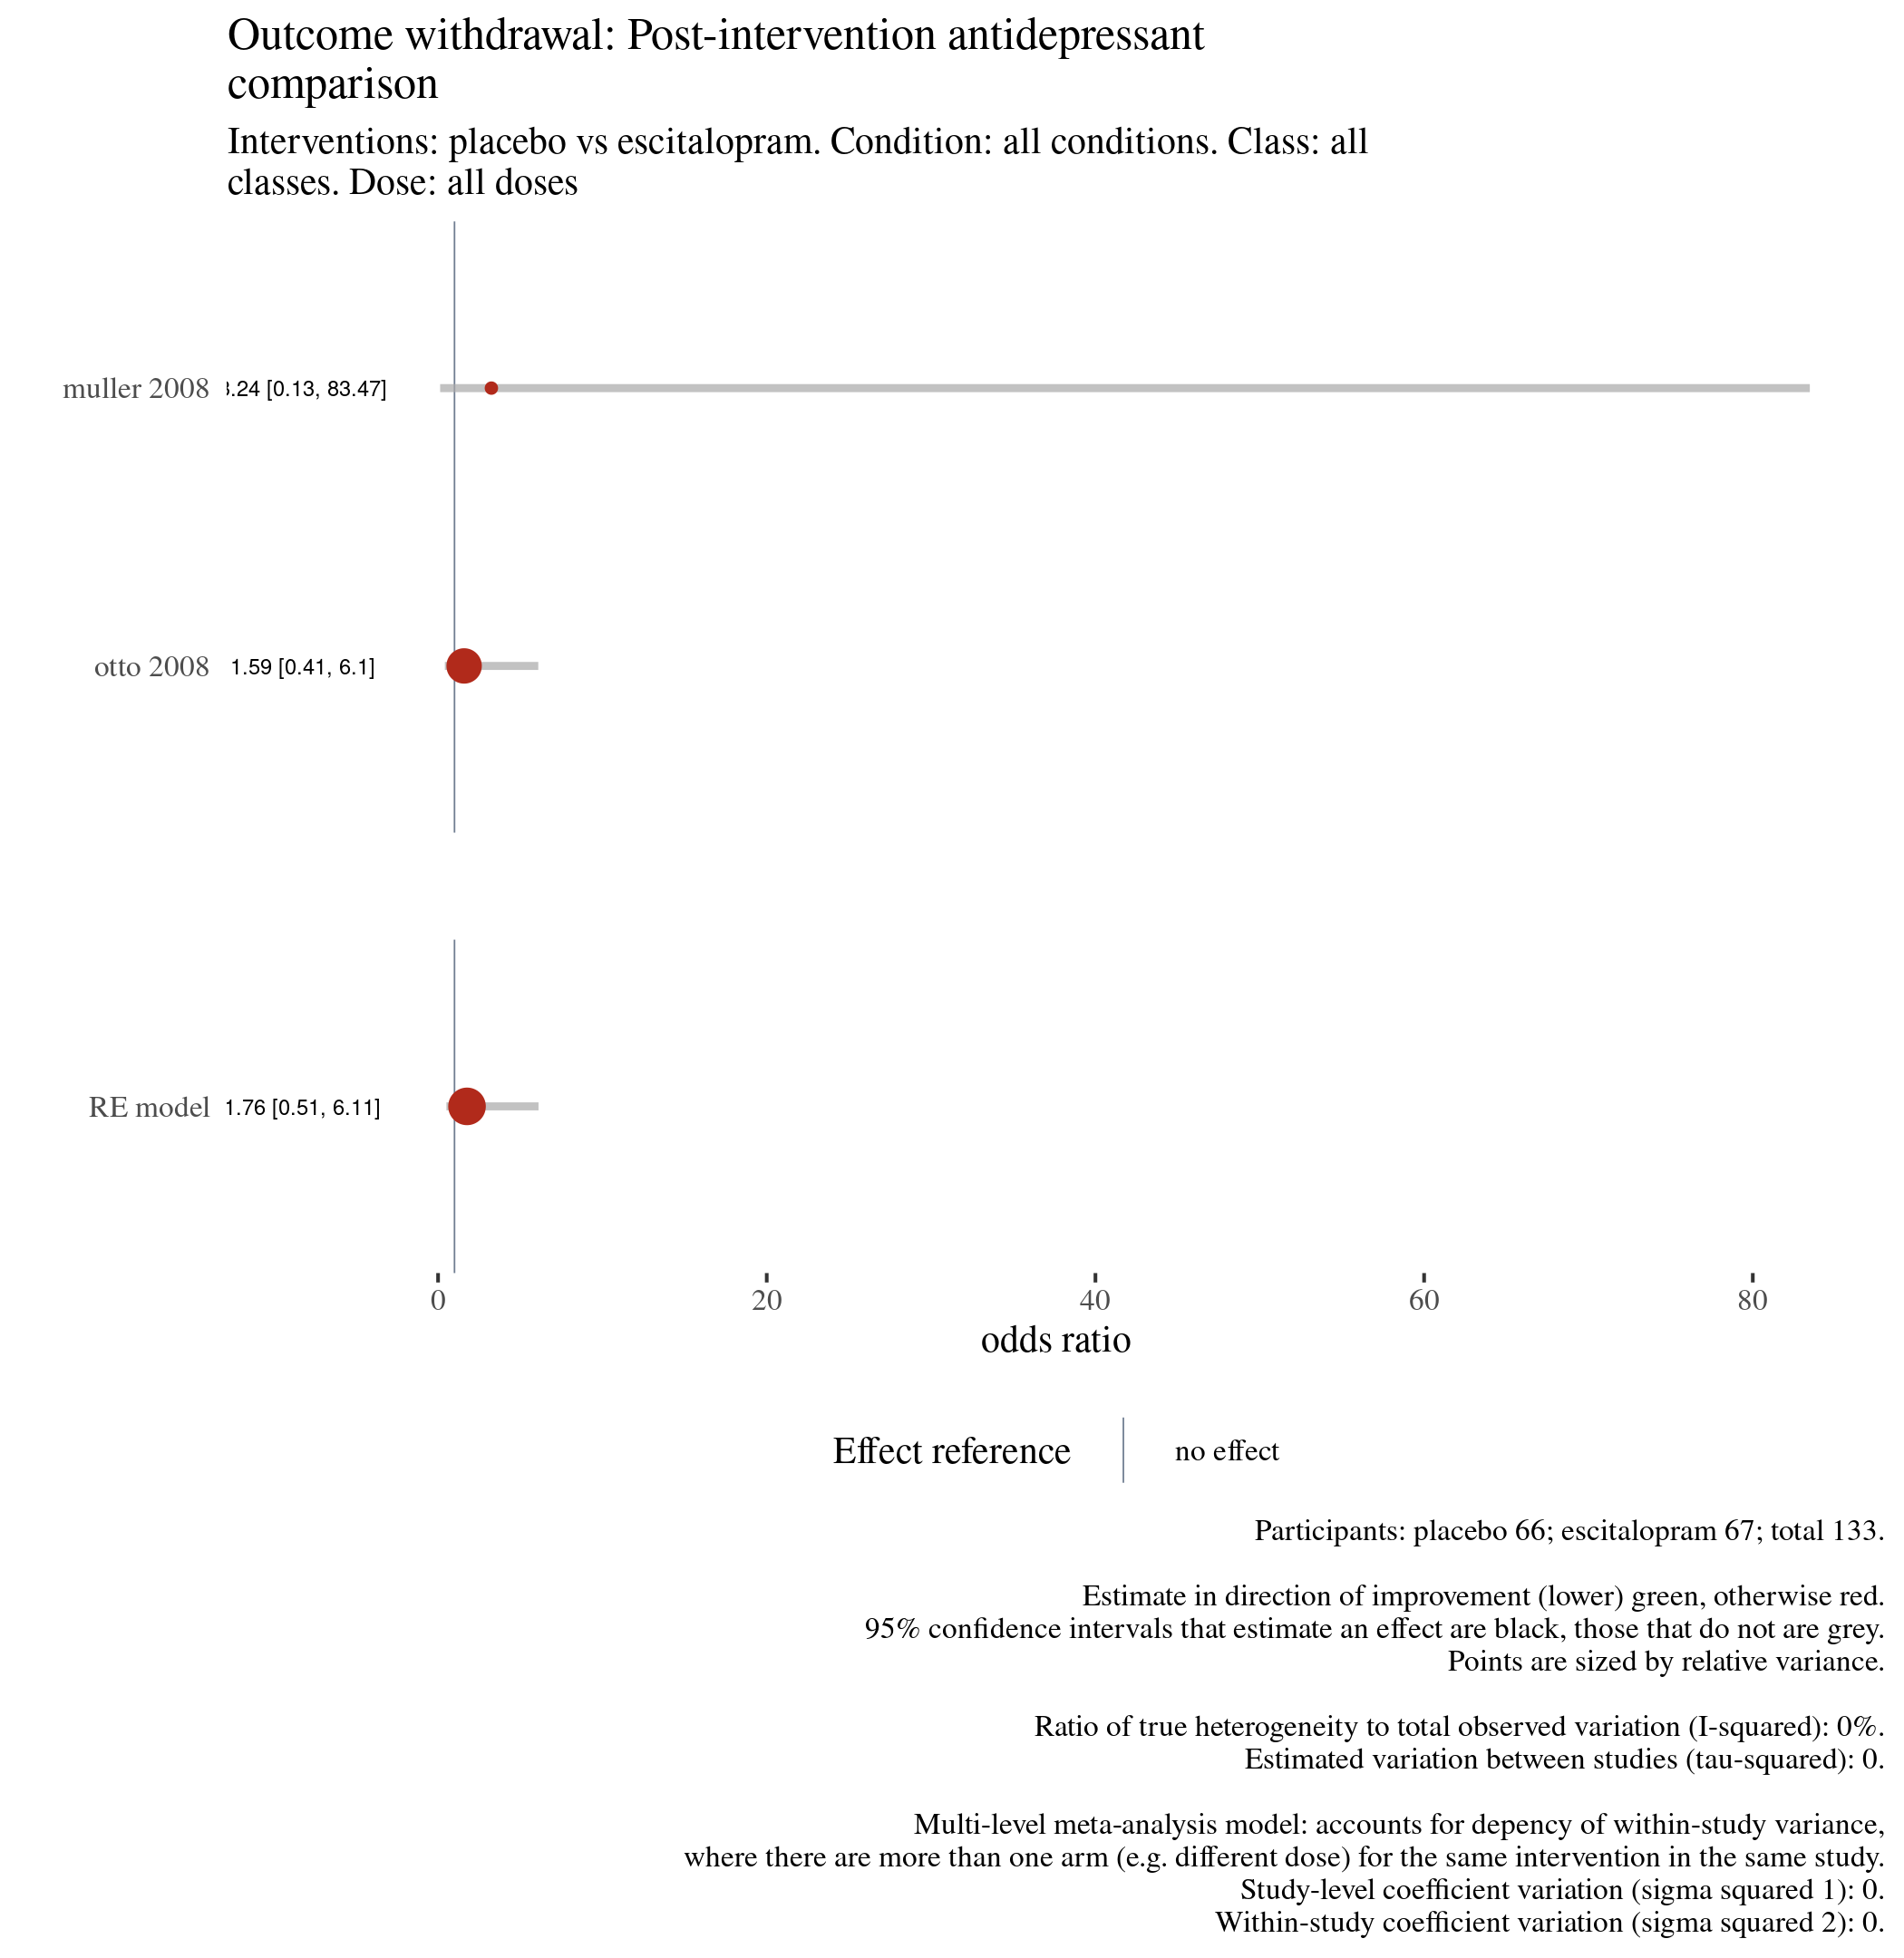 Outcome withdrawal: Post-intervention antidepressant
comparison
Interventions: placebo vs escitalopram. Condition: all conditions. Class: all
classes. Dose: all doses
muller 2008 3.24 [0.13, 83.47]
otto 2008 1.59 [0.41, 6.1]
RE model 1.76 [0.51, 6.11]
0 20 40 60 80
odds ratio
Effect reference no effect
Participants: placebo 66; escitalopram 67; total 133.
Estimate in direction of improvement (lower) green, otherwise red.
95% confidence intervals that estimate an effect are black, those that do not are grey.
Points are sized by relative variance.
Ratio of true heterogeneity to total observed variation (I-squared): 0%.
Estimated variation between studies (tau-squared): 0.
Multi-level meta-analysis model: accounts for depency of within-study variance,
where there are more than one arm (e.g. different dose) for the same intervention in the same study.
Study-level coefficient variation (sigma squared 1): 0.
Within-study coefficient variation (sigma squared 2): 0.